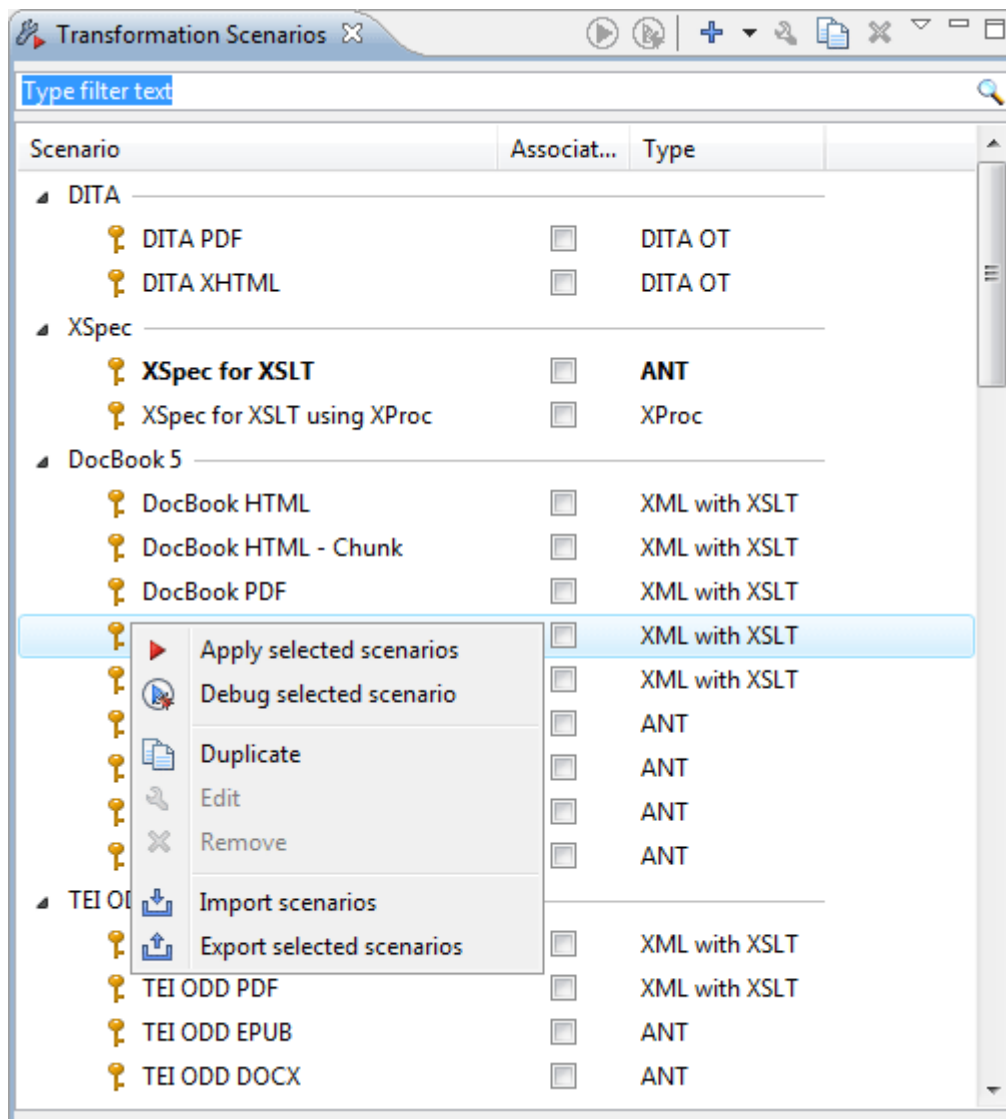 Transformation Scenarios
Type filter text
Scenario Associat... Type
DITA
DITA PDF DITA OT
DITA XHTML DITA OT
XSpec
XSpec for XSLT ANT
XSpec for XSLT using XProc XProc
DocBook 5
DocBook HTML XML with XSLT
DocBook HTML - Chunk XML with XSLT
DocBook PDF XML with XSLT
XML with XSLT
Apply selected scenarios
XML with XSLT
Debug selected scenario
ANT
Duplicate
ANT
Edit
ANT
Remove
ANT
TEI OD
Import scenarios
Export selected scenarios
XML with XSLT
TEI ODD PDF XML with XSLT
TEI ODD EPUB ANT
TEI ODD DOCX ANT